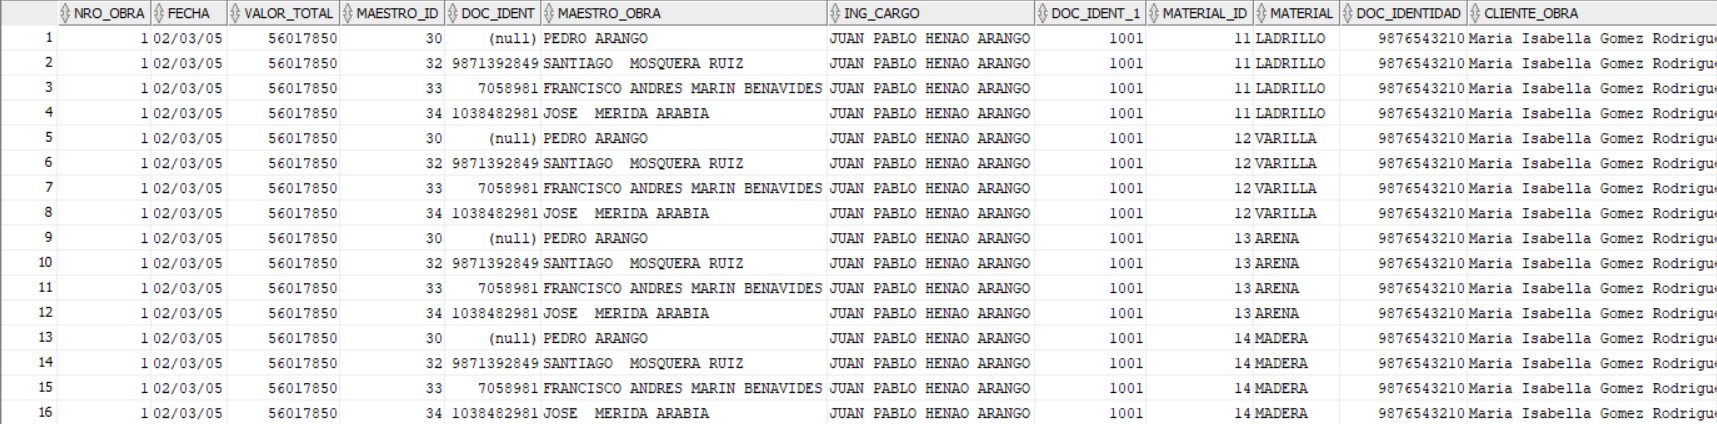 NRO_OBRA FECHA VALOR_TOTAL MAESTRO_ID DOC_IDENT MAESTRO_OBRA ING_CARGO DOC_IDENT_1 MATERIAL_ID MATERIAL DOC_IDENTIDAD CLIENTE_OBRA
1 1 02/03/05 56017850 30 (null) PEDRO ARANGO JUAN PABLO HENAO ARANGO 1001 11 LADRILLO 9876543210 Maria Isabella Gomez Rodrigu
2 1 02/03/05 56017850 32 9871392849 SANTIAGO  MOSQUERA RUIZ JUAN PABLO HENAO ARANGO 1001 11 LADRILLO 9876543210 Maria Isabella Gomez Rodrigu
3 1 02/03/05 56017850 33 7058981 FRANCISCO ANDRES MARIN BENAVIDES JUAN PABLO HENAO ARANGO 1001 11 LADRILLO 9876543210 Maria Isabella Gomez Rodrigu
4 1 02/03/05 56017850 34 1038482981 JOSE  MERIDA ARABIA JUAN PABLO HENAO ARANGO 1001 11 LADRILLO 9876543210 Maria Isabella Gomez Rodrigu
5 1 02/03/05 56017850 30 (null) PEDRO ARANGO JUAN PABLO HENAO ARANGO 1001 12 VARILLA 9876543210 Maria Isabella Gomez Rodrigu
6 1 02/03/05 56017850 32 9871392849 SANTIAGO  MOSQUERA RUIZ JUAN PABLO HENAO ARANGO 1001 12 VARILLA 9876543210 Maria Isabella Gomez Rodrigu
7 1 02/03/05 56017850 33 7058981 FRANCISCO ANDRES MARIN BENAVIDES JUAN PABLO HENAO ARANGO 1001 12 VARILLA 9876543210 Maria Isabella Gomez Rodrigu
8 1 02/03/05 56017850 34 1038482981 JOSE  MERIDA ARABIA JUAN PABLO HENAO ARANGO 1001 12 VARILLA 9876543210 Maria Isabella Gomez Rodrigu
9 1 02/03/05 56017850 30 (null) PEDRO ARANGO JUAN PABLO HENAO ARANGO 1001 13 ARENA 9876543210 Maria Isabella Gomez Rodrigu
10 1 02/03/05 56017850 32 9871392849 SANTIAGO  MOSQUERA RUIZ JUAN PABLO HENAO ARANGO 1001 13 ARENA 9876543210 Maria Isabella Gomez Rodrigu
11 1 02/03/05 56017850 33 7058981 FRANCISCO ANDRES MARIN BENAVIDES JUAN PABLO HENAO ARANGO 1001 13 ARENA 9876543210 Maria Isabella Gomez Rodrigu
12 1 02/03/05 56017850 34 1038482981 JOSE  MERIDA ARABIA JUAN PABLO HENAO ARANGO 1001 13 ARENA 9876543210 Maria Isabella Gomez Rodrigu
13 1 02/03/05 56017850 30 (null) PEDRO ARANGO JUAN PABLO HENAO ARANGO 1001 14 MADERA 9876543210 Maria Isabella Gomez Rodrigu
14 1 02/03/05 56017850 32 9871392849 SANTIAGO  MOSQUERA RUIZ JUAN PABLO HENAO ARANGO 1001 14 MADERA 9876543210 Maria Isabella Gomez Rodrigu
15 1 02/03/05 56017850 33 7058981 FRANCISCO ANDRES MARIN BENAVIDES JUAN PABLO HENAO ARANGO 1001 14 MADERA 9876543210 Maria Isabella Gomez Rodrigu
16 1 02/03/05 56017850 34 1038482981 JOSE  MERIDA ARABIA JUAN PABLO HENAO ARANGO 1001 14 MADERA 9876543210 Maria Isabella Gomez Rodrigu